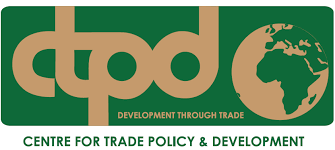 ctpd
DEVELOPMENT THROUGH TRADE
CENTRE FOR TRADE POLICY & DEVELOPMENT